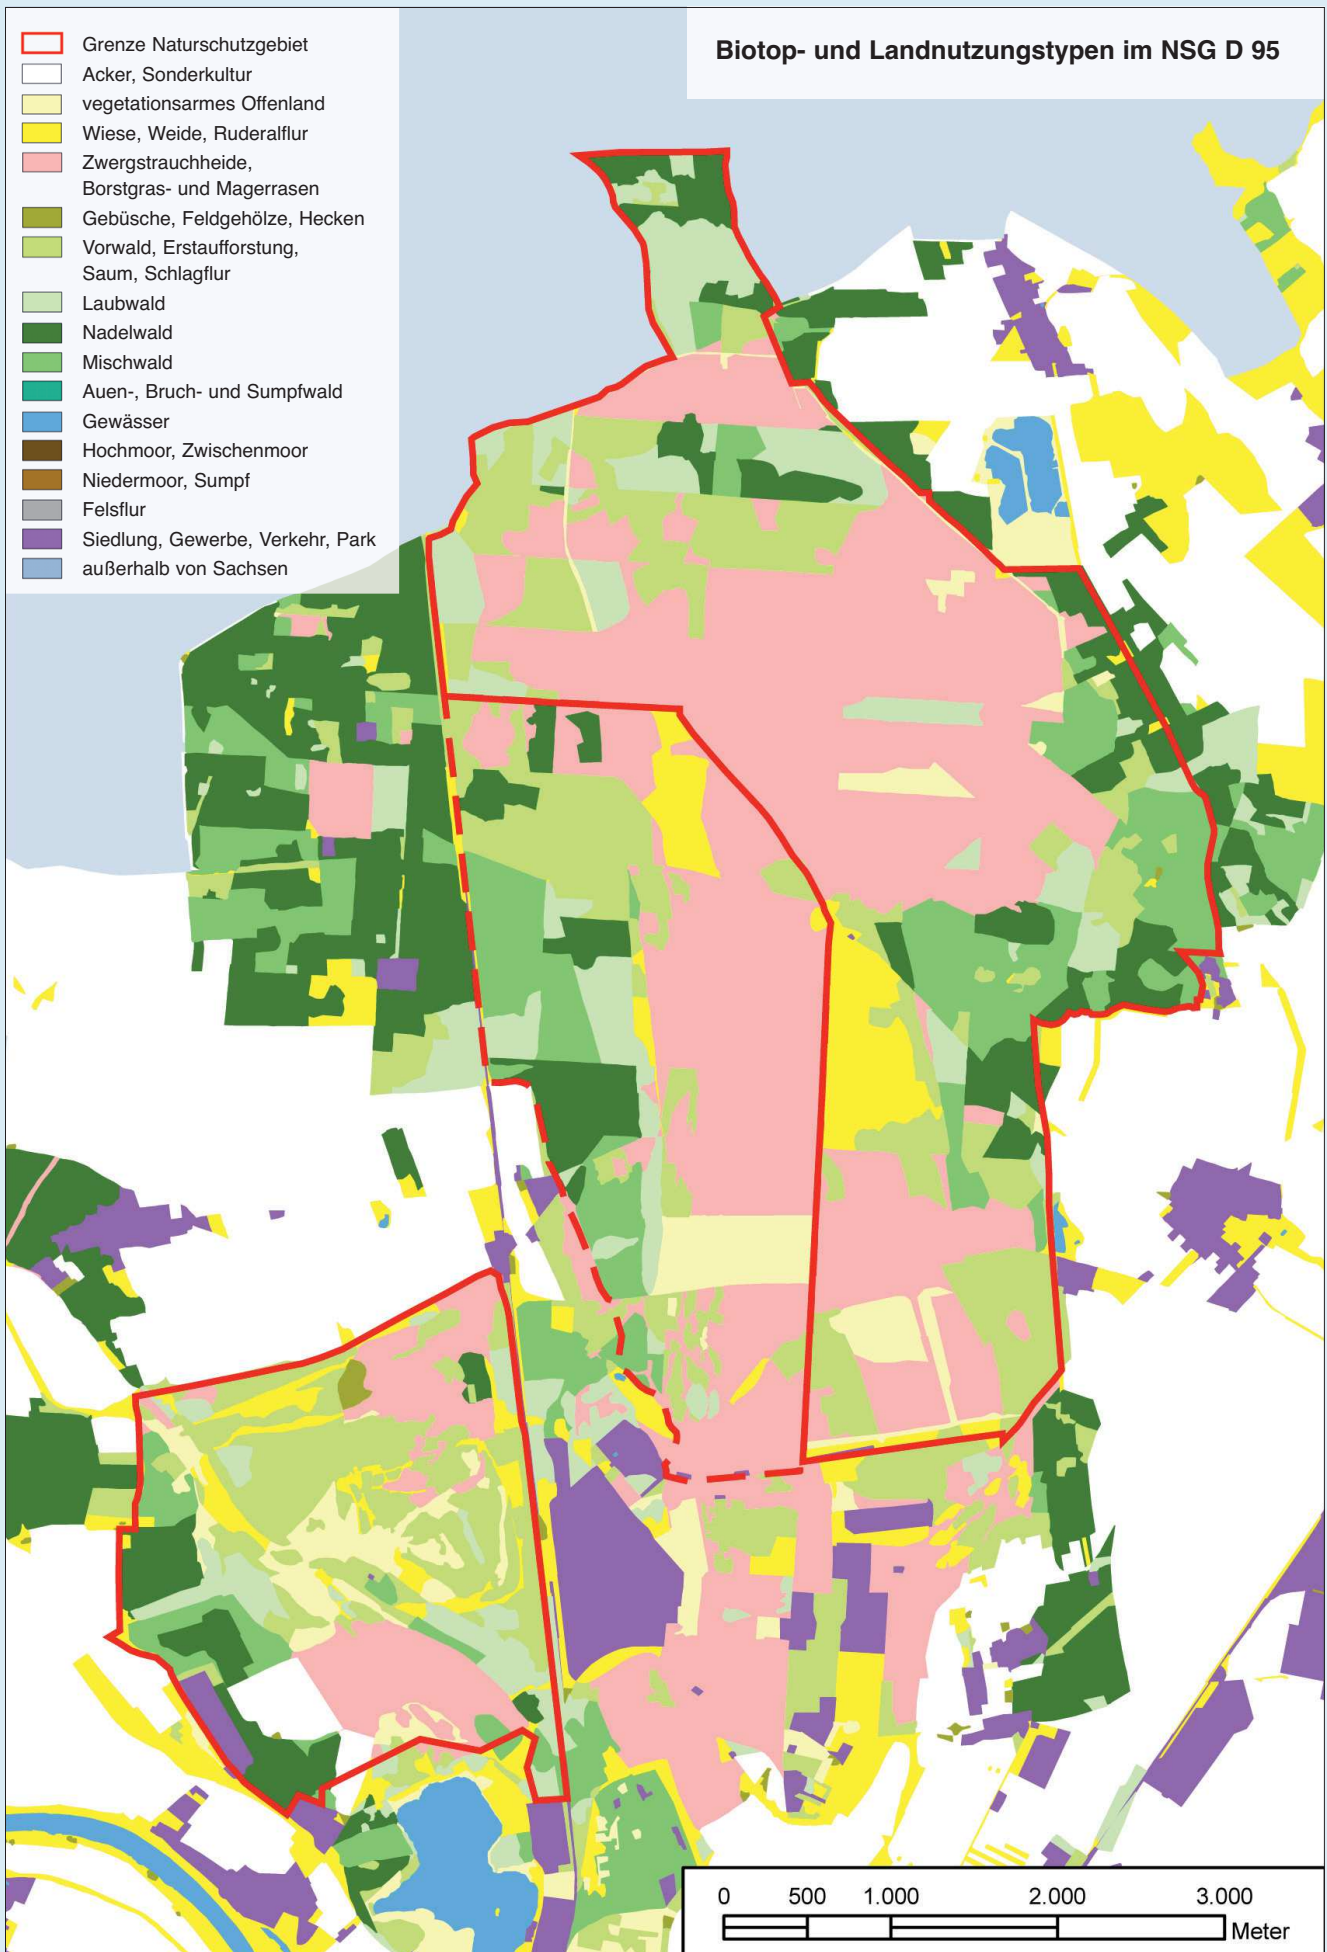 Biotop- und Landnutzungstypen im NSG D 95
Grenze Naturschutzgebiet
Acker, Sonderkultur
vegetationsarmes Offenland
Wiese, Weide, Ruderalflur
Zwergstrauchheide,
Borstgras- und Magerrasen
Gebüsche, Feldgehölze, Hecken
Vorwald, Erstaufforstung,
Saum, Schlagflur
Laubwald
Nadelwald
Mischwald
Auen-, Bruch- und Sumpfwald
Gewässer
Hochmoor, Zwischenmoor
Niedermoor, Sumpf
Felsflur
Siedlung, Gewerbe, Verkehr, Park
außerhalb von Sachsen
0 500 1.000 2.000 3.000
Meter